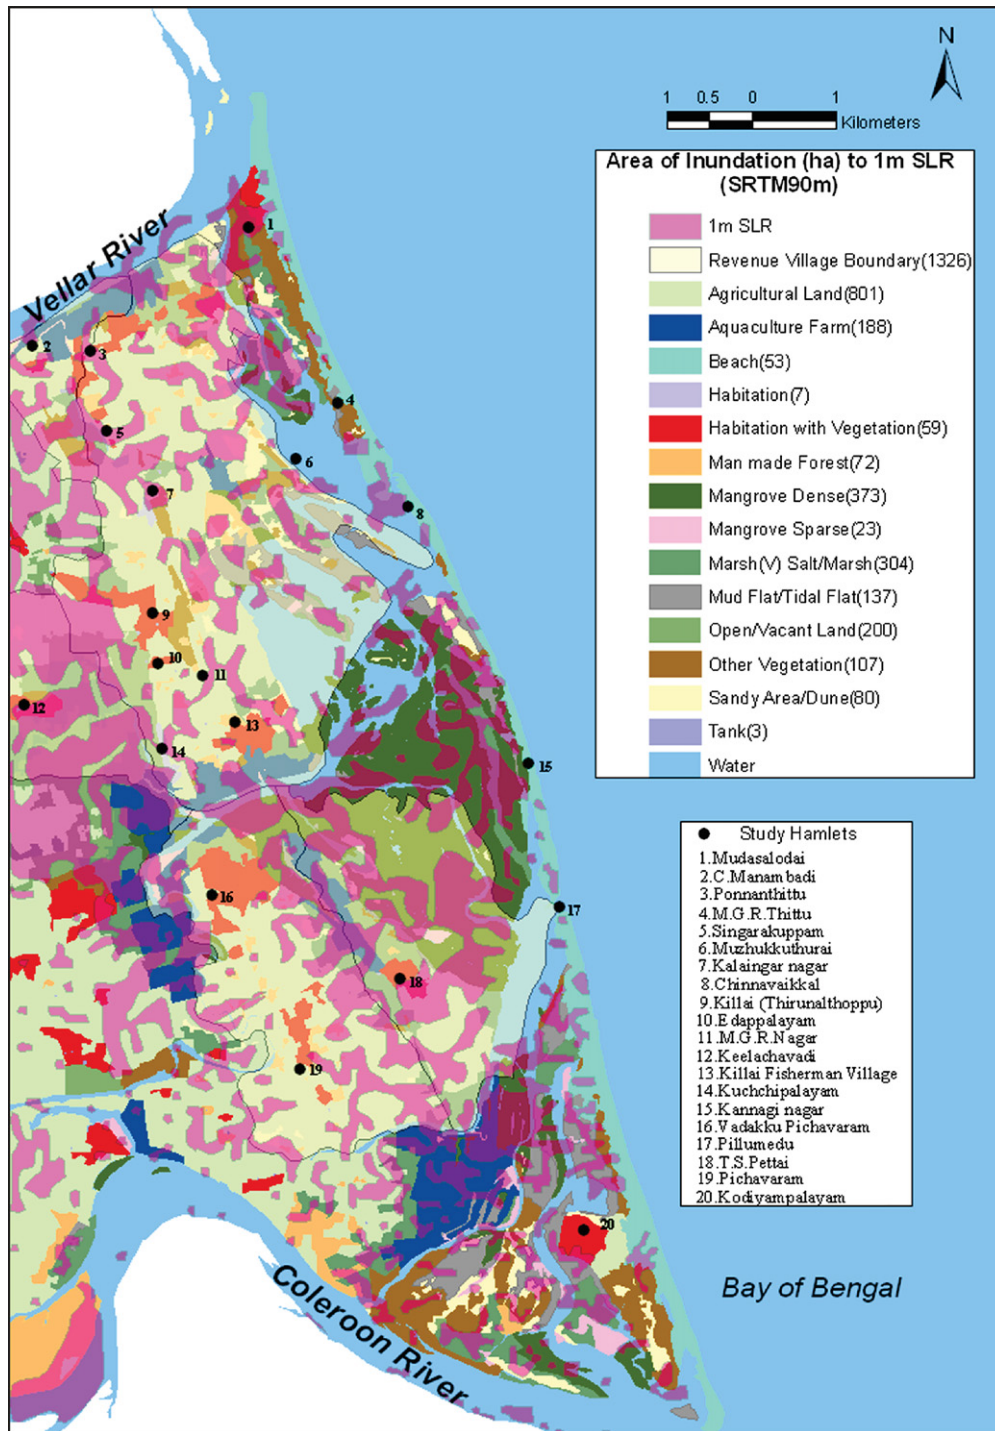 N
1 0.5 0 1
Kilometers
Area of Inundation (ha) to 1m SLR
(SRTM90m)
1m SLR
Revenue Village Boundary(1326)
Agricultural Land(801)
Aquaculture Farm(188)
Beach(53)
Habitation(7)
Habitation with Vegetation(59)
Man made Forest(72)
Mangrove Dense(373)
Mangrove Sparse(23)
Marsh(V) Salt/Marsh(304)
Mud Flat/Tidal Flat(137)
Open/Vacant Land(200)
Other Vegetation(107)
Sandy Area/Dune(80)
Tank(3)
Water
Study Hamlets
1.Mudasalodai
2.C.Manambadi
3.Ponnanthittu
4.M.G.R.Thittu
5.Singarakuppam
6.Muzhukkuthurai
7.Kalaingar nagar
8.Chinnavaikkal
9.Killai (Thirunalthoppu)
10.Edappalayam
11.M.G.R.Nagar
12.Keelachavadi
13.Killai Fisherman Village
14.Kuchchipalayam
15.Kannagi nagar
16.Vadakku Pichavaram
17.Pillumedu
18.T.S.Pettai
19.Pichavaram
20.Kodiyampalayam
Vellar River
1
2
3
4
5
6
7
8
9
10
11
12
13
14
15
16
17
18
19
20
Coleroon River
Bay of Bengal